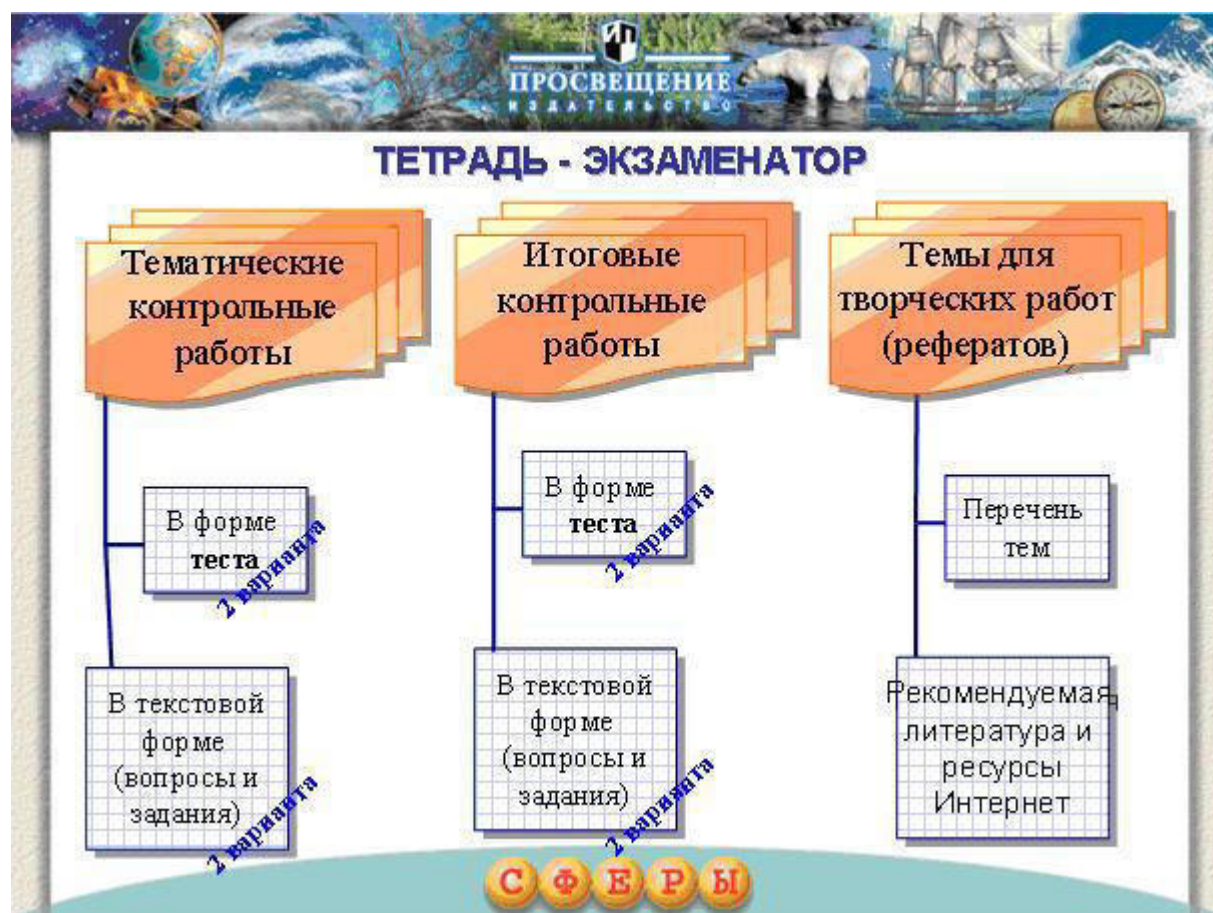 ПРОСВЕЩЕНИЕ
ИЗДАТЕЛЬСТВО
ТЕТРАДЬ - ЭКЗАМЕНАТОР
Тематические
контрольные
работы
В форме
теста
2 варианта
В текстовой
форме
(вопросы и
задания)
2 варианта
Итоговые
контрольные
работы
В форме
теста
2 варианта
В текстовой
форме
(вопросы и
задания)
2 варианта
Темы для
творческих работ
(рефератов)
Перечень
тем
Рекомендуемая
литература и
ресурсы
Интернет
СФЕРЫ